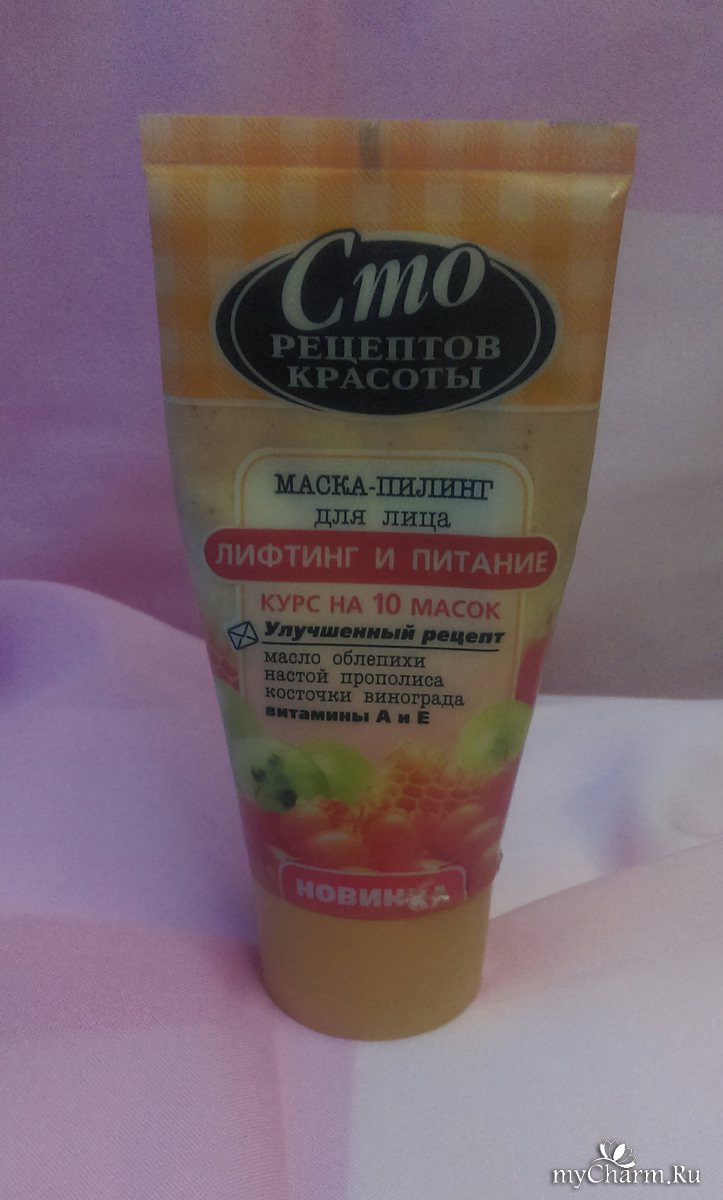 Сто
РЕЦЕПТОВ
КРАСОТЫ
МАСКА-ПИЛИНГ
ДЛЯ ЛИЦА
ЛИФТИНГ И ПИТАНИЕ
КУРС НА 10 МАСОК
Улучшенный рецепт
масло облепихи
настой прополиса
косточки винограда
витамины А и Е
НОВИНКА
myCharm.Ru